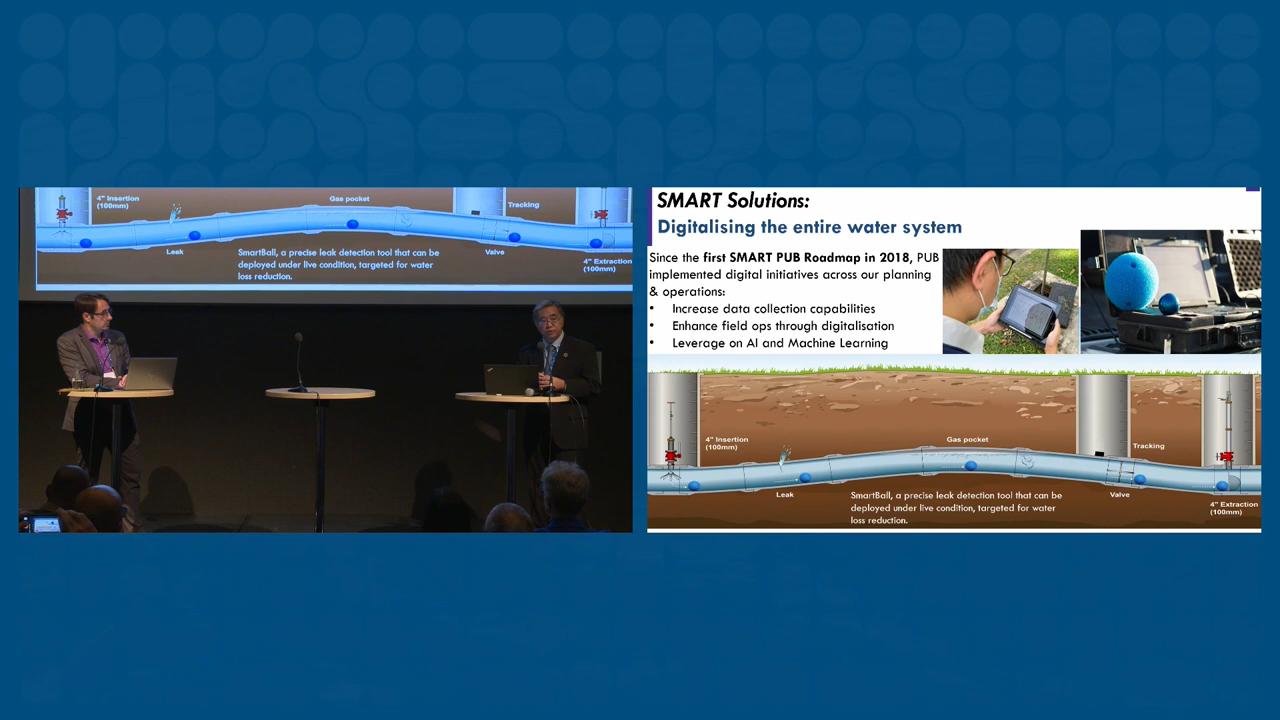 4" Insertion
(100mm)
Gas pocket
Tracking
Leak
Valve
SmartBall, a precise leak detection tool that can be
deployed under live condition, targeted for water
loss reduction.
4" Extraction
(100mm)
SMART Solutions:
Digitalising the entire water system
Since the first SMART PUB Roadmap in 2018, PUB
implemented digital initiatives across our planning
& operations:
• Increase data collection capabilities
• Enhance field ops through digitalisation
• Leverage on AI and Machine Learning
4" Insertion
(100mm)
Gas pocket
Tracking
Leak
Valve
SmartBall, a precise leak detection tool that can be
deployed under live condition, targeted for water
loss reduction.
4" Extraction
(100mm)